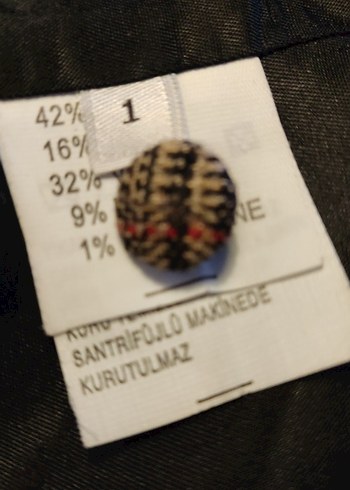 42%
1
16%
32%
9% NE
1%
SANTRİFÜJLÜ MAKİNEDE
KURUTULMAZ